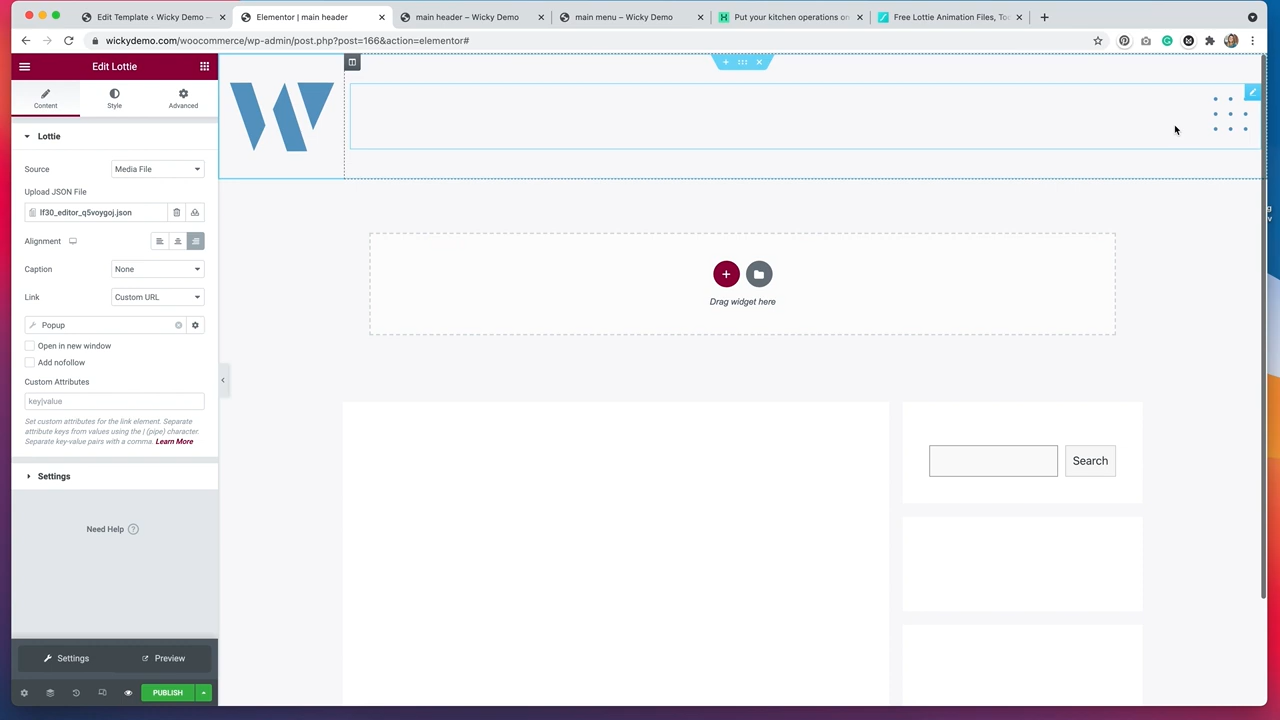 Edit Template ‹ Wicky Demo —
Elementor | main header
main header – Wicky Demo
main menu – Wicky Demo
Put your kitchen operations on
Free Lottie Animation Files, Too
wickydemo.com/woocommerce/wp-admin/post.php?post=166&action=elementor#
Edit Lottie
Content
Style
Advanced
Lottie
Source
Media File
Upload JSON File
lf30_editor_q5voygoj.json
Alignment
Caption
None
Link
Custom URL
Popup
Open in new window
Add nofollow
Custom Attributes
key|value
Set custom attributes for the link element. Separate
attribute keys from values using the | (pipe) character.
Separate key-value pairs with a comma. Learn More
Settings
Need Help ?
Settings
Preview
PUBLISH
W
Drag widget here
Search